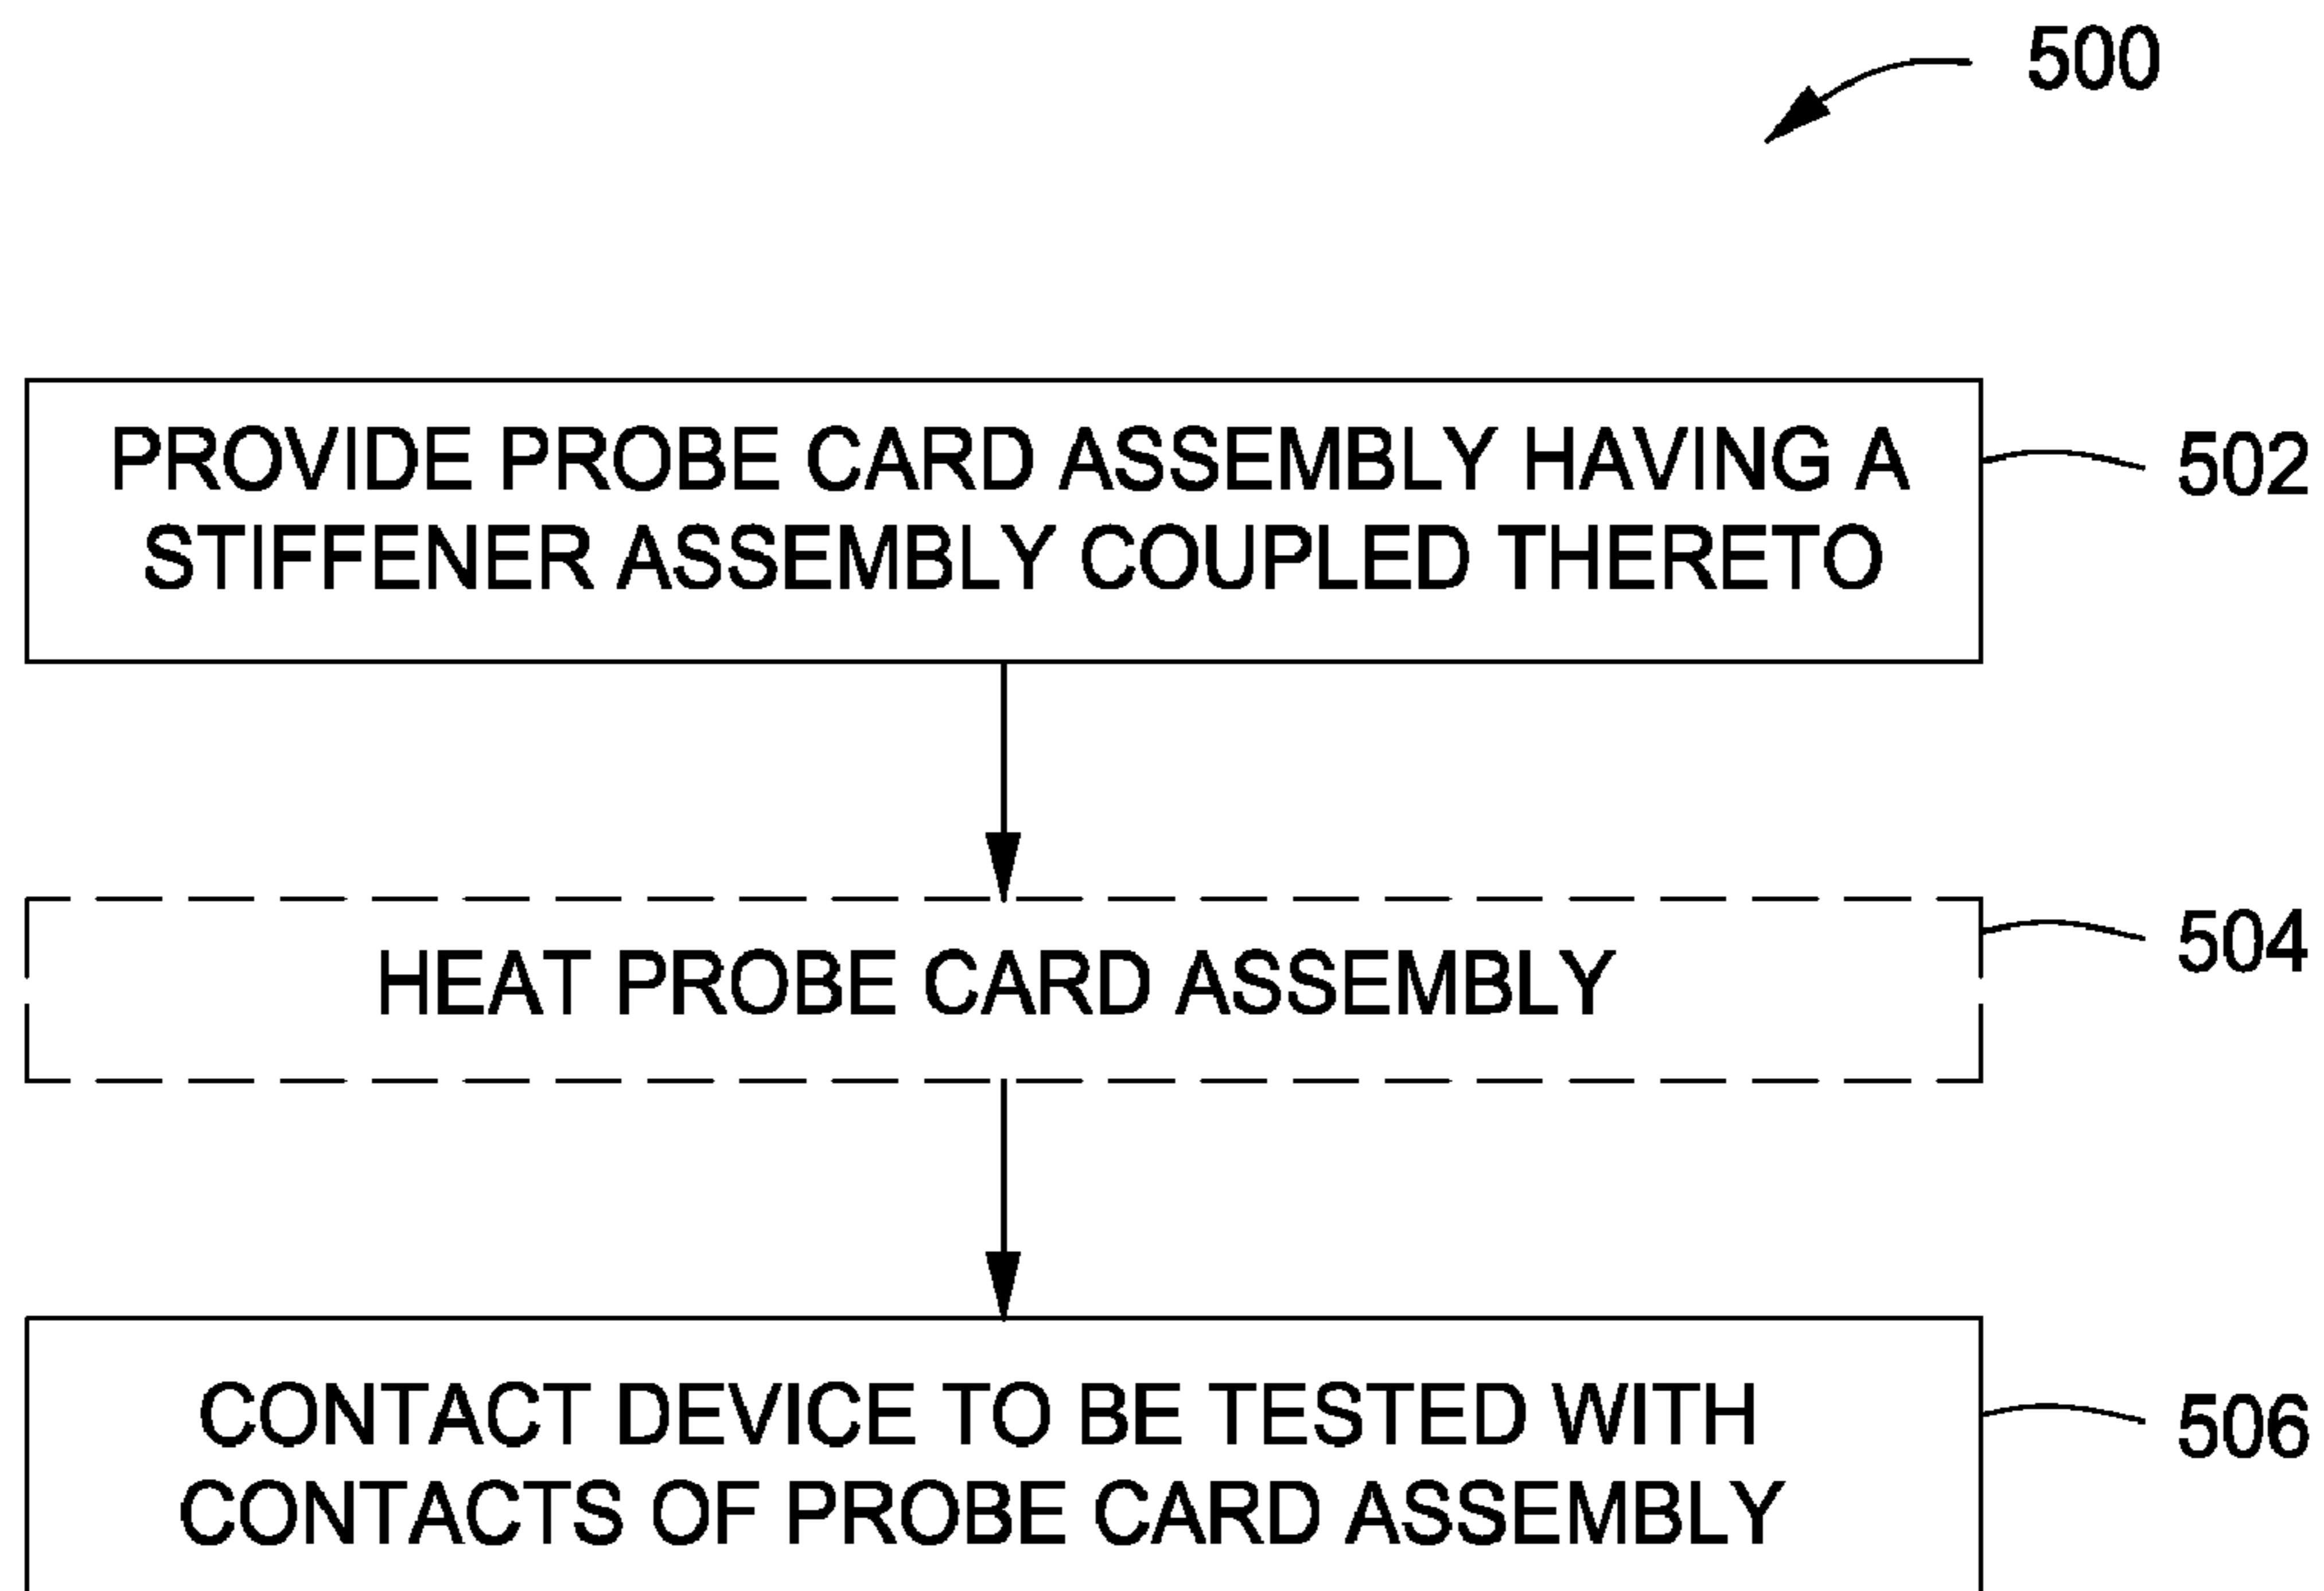 500
PROVIDE PROBE CARD ASSEMBLY HAVING A
STIFFENER ASSEMBLY COUPLED THERETO
502
HEAT PROBE CARD ASSEMBLY
504
CONTACT DEVICE TO BE TESTED WITH
CONTACTS OF PROBE CARD ASSEMBLY
506